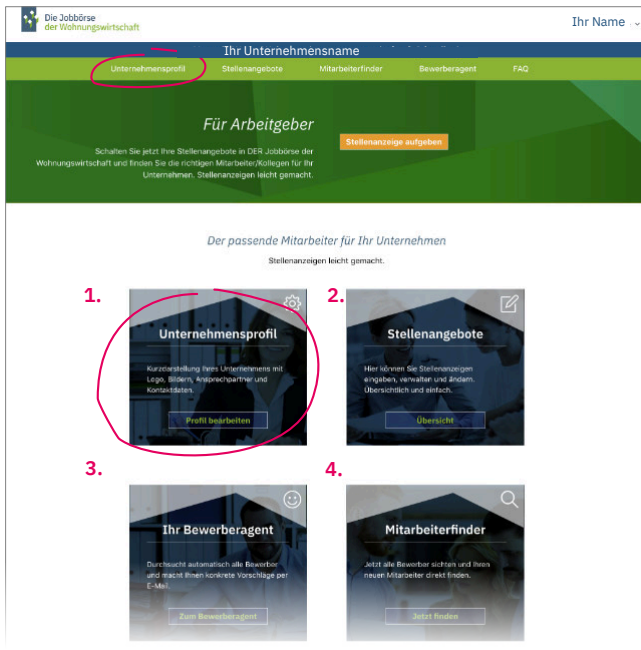 Die Jobbörse
der Wohnungswirtschaft
Ihr Name
Ihr Unternehmensname
Unternehmensprofil Stellenangebote Mitarbeiterfinder Bewerberagent FAQ
Für Arbeitgeber
Schalten Sie jetzt Ihre Stellenangebote in DER Jobbörse der
Wohnungswirtschaft und finden Sie die richtigen Mitarbeiter/Kollegen für Ihr
Unternehmen. Stellenanzeigen leicht gemacht.
Stellenanzeige aufgeben
Der passende Mitarbeiter für Ihr Unternehmen
Stellenanzeigen leicht gemacht.
1.
Unternehmensprofil
Kurzdarstellung Ihres Unternehmens mit
Logo, Bildern, Ansprechpartner und
Kontaktdaten.
Profil bearbeiten
2.
Stellenangebote
Hier können Sie Stellenanzeigen
eingeben, verwalten und ändern.
Übersichtlich und einfach.
Übersicht
3.
Ihr Bewerberagent
Durchsucht automatisch alle Bewerber
und macht Ihnen konkrete Vorschläge per
E-Mail.
Zum Bewerberagent
4.
Mitarbeiterfinder
Jetzt alle Bewerber sichten und Ihren
neuen Mitarbeiter direkt finden.
Jetzt finden